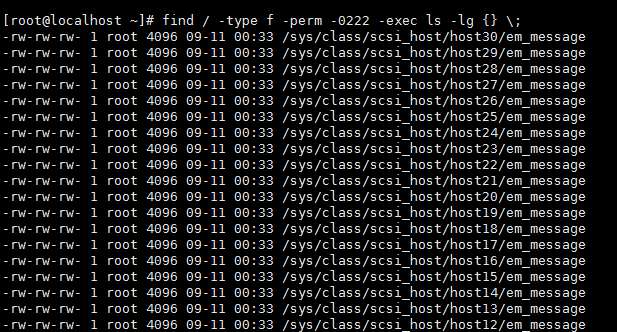 [root@localhost ~]# find / -type f -perm -0222 -exec ls -lg {} \;
-rw-rw-rw- 1 root 4096 09-11 00:33 /sys/class/scsi_host/host30/em_message
-rw-rw-rw- 1 root 4096 09-11 00:33 /sys/class/scsi_host/host29/em_message
-rw-rw-rw- 1 root 4096 09-11 00:33 /sys/class/scsi_host/host28/em_message
-rw-rw-rw- 1 root 4096 09-11 00:33 /sys/class/scsi_host/host27/em_message
-rw-rw-rw- 1 root 4096 09-11 00:33 /sys/class/scsi_host/host26/em_message
-rw-rw-rw- 1 root 4096 09-11 00:33 /sys/class/scsi_host/host25/em_message
-rw-rw-rw- 1 root 4096 09-11 00:33 /sys/class/scsi_host/host24/em_message
-rw-rw-rw- 1 root 4096 09-11 00:33 /sys/class/scsi_host/host23/em_message
-rw-rw-rw- 1 root 4096 09-11 00:33 /sys/class/scsi_host/host22/em_message
-rw-rw-rw- 1 root 4096 09-11 00:33 /sys/class/scsi_host/host21/em_message
-rw-rw-rw- 1 root 4096 09-11 00:33 /sys/class/scsi_host/host20/em_message
-rw-rw-rw- 1 root 4096 09-11 00:33 /sys/class/scsi_host/host19/em_message
-rw-rw-rw- 1 root 4096 09-11 00:33 /sys/class/scsi_host/host18/em_message
-rw-rw-rw- 1 root 4096 09-11 00:33 /sys/class/scsi_host/host17/em_message
-rw-rw-rw- 1 root 4096 09-11 00:33 /sys/class/scsi_host/host16/em_message
-rw-rw-rw- 1 root 4096 09-11 00:33 /sys/class/scsi_host/host15/em_message
-rw-rw-rw- 1 root 4096 09-11 00:33 /sys/class/scsi_host/host14/em_message
-rw-rw-rw- 1 root 4096 09-11 00:33 /sys/class/scsi_host/host13/em_message
-rw-rw-rw- 1 root 4096 09-11 00:33 /sys/class/scsi_host/host12/em_message